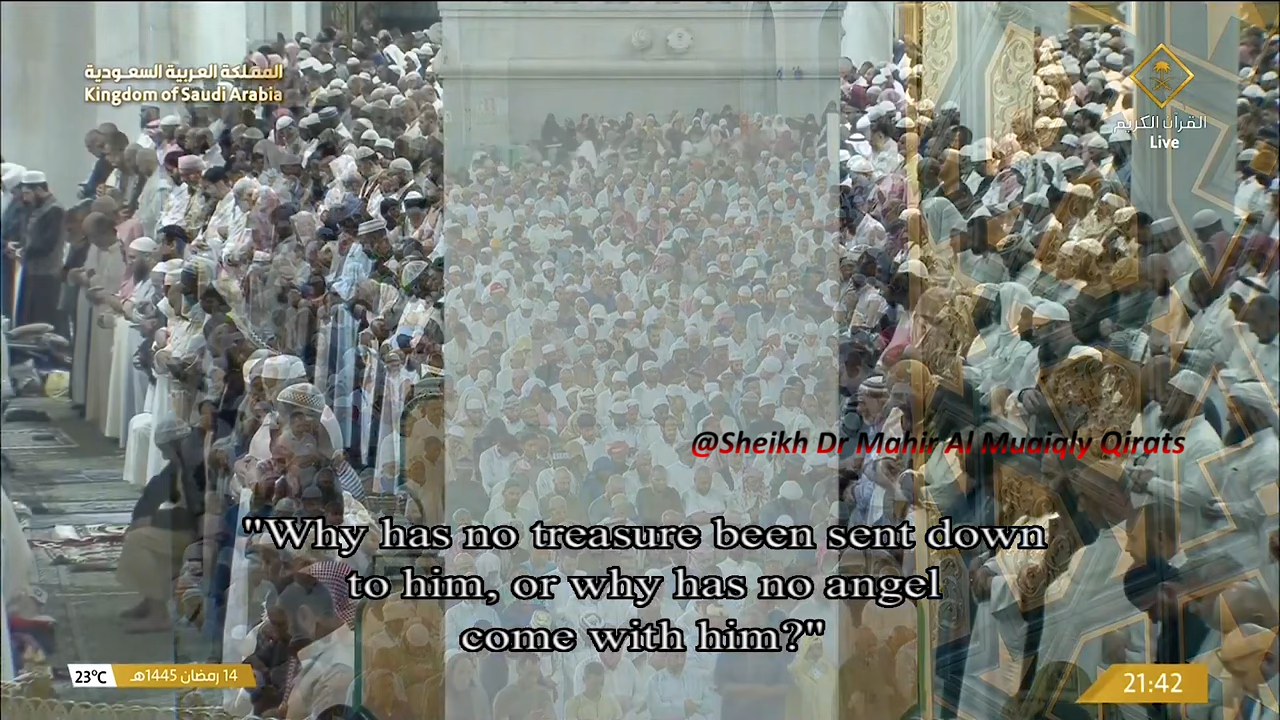 المملكة العربية السعودية
Kingdom of Saudi Arabia
القرآن الكريم
Live
@Sheikh Dr Mahir Al Muaiqly Qirats
"Why has no treasure been sent down
to him, or why has no angel
come with him?"
23°C
14 رمضان 1445هـ
21:42